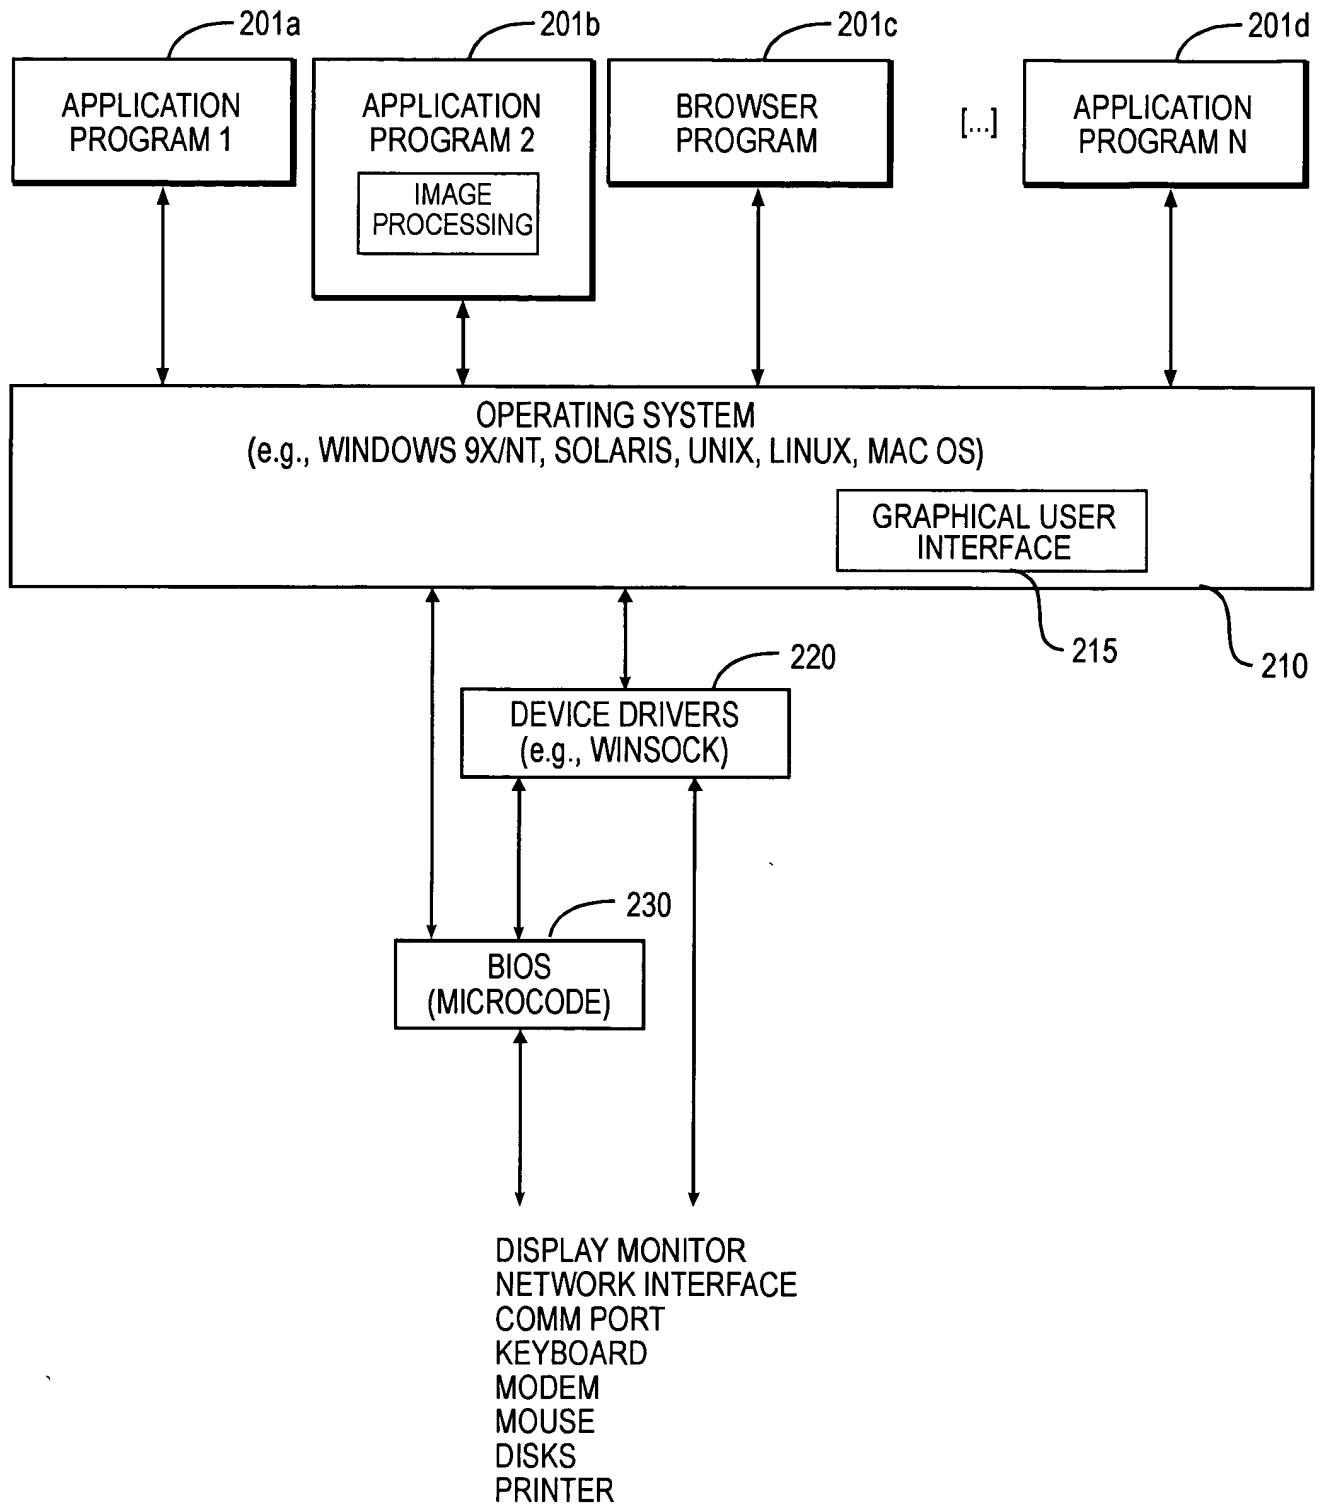 201a
201b
201c
201d
APPLICATION
PROGRAM 1
APPLICATION
PROGRAM 2
IMAGE
PROCESSING
BROWSER
PROGRAM
[...]
APPLICATION
PROGRAM N
OPERATING SYSTEM
(e.g., WINDOWS 9X/NT, SOLARIS, UNIX, LINUX, MAC OS)
GRAPHICAL USER
INTERFACE
215
210
220
DEVICE DRIVERS
(e.g., WINSOCK)
230
BIOS
(MICROCODE)
DISPLAY MONITOR
NETWORK INTERFACE
COMM PORT
KEYBOARD
MODEM
MOUSE
DISKS
PRINTER